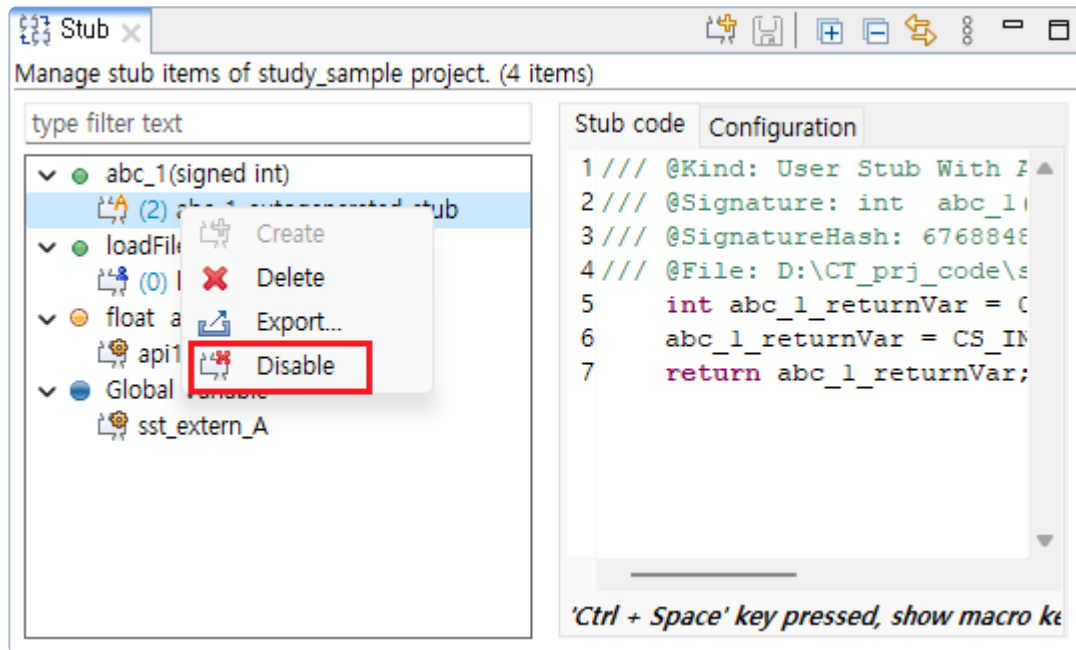 Stub
Manage stub items of study_sample project. (4 items)
type filter text
abc_1(signed int)
(2)
loadFile
(0)
float
api1
Global
sst_extern_A
Create
Delete
Export...
Disable
Stub code Configuration
1 /// @Kind: User Stub With
2 /// @Signature: int abc_1(
3 /// @SignatureHash: 6768848
4 /// @File: D:\CT_prj_code\s
5 int abc_1_returnVar =
6 abc_1_returnVar = CS_IN
7 return abc_1_returnVar;
'Ctrl + Space' key pressed, show macro ke